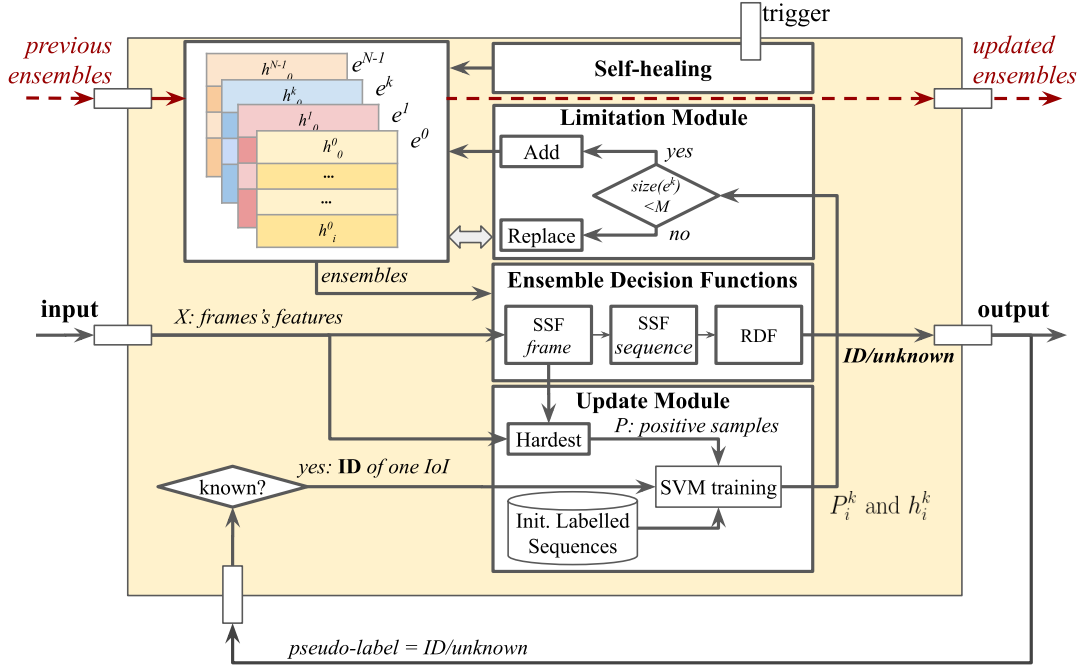 trigger
previous
ensembles
updated
ensembles
h^{N-1}_0
e^{N-1}
h^k_0
e^k
h^1_0
e^1
h^0_0
e^0
...
...
h^0_i
Self-healing
Limitation Module
Add
yes
size(e^k)
<M
Replace
no
ensembles
Ensemble Decision Functions
input
X: frames's features
SSF
frame
SSF
sequence
RDF
output
ID/unknown
Update Module
Hardest
P: positive samples
known?
yes: ID of one IoI
SVM training
Init. Labelled
Sequences
P^k_i and h^k_i
pseudo-label = ID/unknown